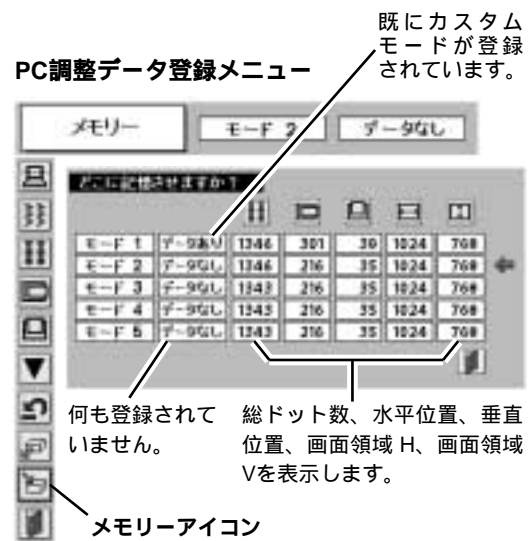 既にカスタム
モードが登録
されています。
PC調整データ登録メニュー
メモリー モード 2 データなし
どこに記憶させますか?
モード 1 データあり 1346 301 30 1024 768
モード 2 データなし 1346 216 35 1024 768
モード 3 データなし 1343 216 35 1024 768
モード 4 データなし 1343 216 35 1024 768
モード 5 データなし 1343 216 35 1024 768
何も登録されて
いません。
総ドット数、水平位置、垂直
位置、画面領域 H、画面領域
Vを表示します。
メモリーアイコン